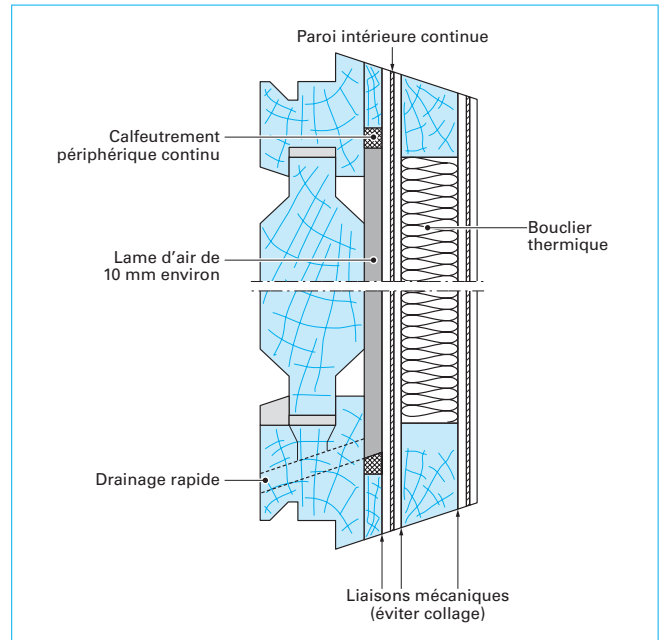 Paroi intérieure continue
Calfeutrement
périphérique continu
Bouclier
thermique
Lame d'air de
10 mm environ
Drainage rapide
Liaisons mécaniques
(éviter collage)